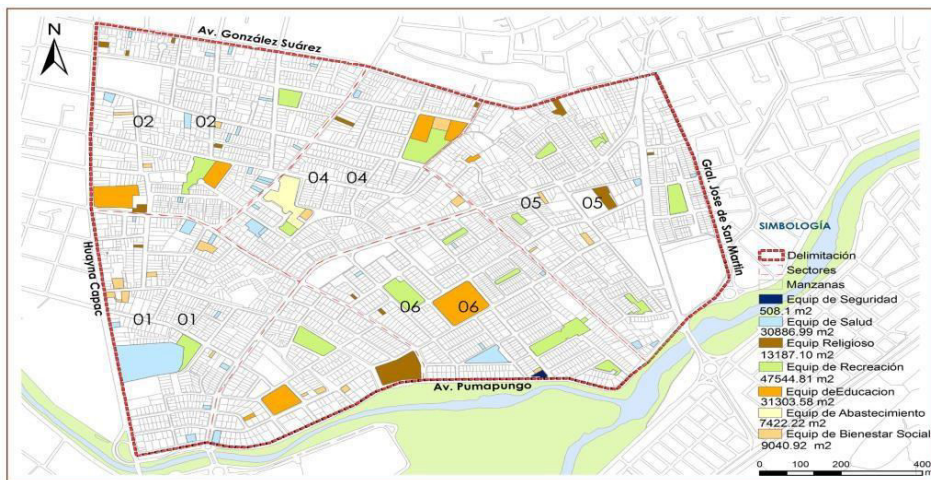 N
Av. González Suárez
02 02
04 04
05 05
Gral. Jose de San Martín
Huayna Capac
06 06
01 01
Av. Pumapungo
SIMBOLOGÍA
Delimitación
Sectores
Manzanas
Equip de Seguridad
508.1 m2
Equip de Salud
30886.99 m2
Equip Religioso
13187.10 m2
Equip de Recreación
47544.81 m2
Equip deEducacion
31303.58 m2
Equip de Abastecimiento
7422.22 m2
Equip de Bienestar Social
9040.92 m2
0 100 200 400
m